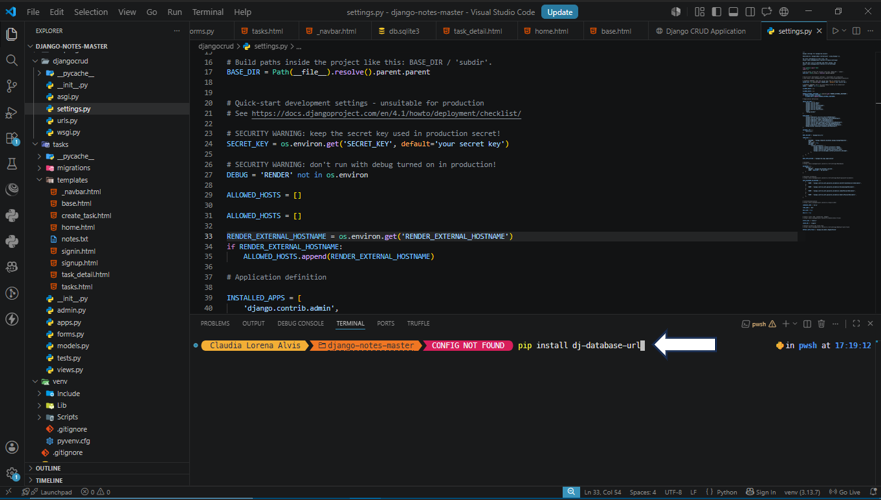 File Edit Selection View Go Run Terminal Help
settings.py - django-notes-master - Visual Studio Code
Update
EXPLORER
DJANGO-NOTES-MASTER
djangocrud
__pycache__
__init__.py
asgi.py
settings.py
urls.py
wsgi.py
tasks
__pycache__
migrations
templates
_navbar.html
base.html
create_task.html
home.html
notes.txt
signin.html
signup.html
task_detail.html
tasks.html
__init__.py
admin.py
apps.py
forms.py
models.py
tests.py
views.py
venv
Include
Lib
Scripts
.gitignore
pyvenv.cfg
.gitignore
OUTLINE
TIMELINE
orms.py tasks.html _navbar.html db.sqlite3 task_detail.html home.html base.html Django CRUD Application settings.py
djangocrud > settings.py > ...
15
16 # Build paths inside the project like this: BASE_DIR / 'subdir'.
17 BASE_DIR = Path(__file__).resolve().parent.parent
18
19
20 # Quick-start development settings - unsuitable for production
21 # See https://docs.djangoproject.com/en/4.1/howto/deployment/checklist/
22
23 # SECURITY WARNING: keep the secret key used in production secret!
24 SECRET_KEY = os.environ.get('SECRET_KEY', default='your secret key')
25
26 # SECURITY WARNING: don't run with debug turned on in production!
27 DEBUG = 'RENDER' not in os.environ
28
29 ALLOWED_HOSTS = []
30
31 ALLOWED_HOSTS = []
32
33 RENDER_EXTERNAL_HOSTNAME = os.environ.get('RENDER_EXTERNAL_HOSTNAME')
34 if RENDER_EXTERNAL_HOSTNAME:
35 ALLOWED_HOSTS.append(RENDER_EXTERNAL_HOSTNAME)
36
37 # Application definition
38
39 INSTALLED_APPS = [
40 'django.contrib.admin',
PROBLEMS OUTPUT DEBUG CONSOLE TERMINAL PORTS TRUFFLE
pwsh
Claudia Lorena Alvis django-notes-master CONFIG NOT FOUND pip install dj-database-url
in pwsh at 17:19:12
Launchpad 0 0
Ln 33, Col 54 Spaces: 4 UTF-8 LF { } Python Sign In venv (3.13.7) Go Live